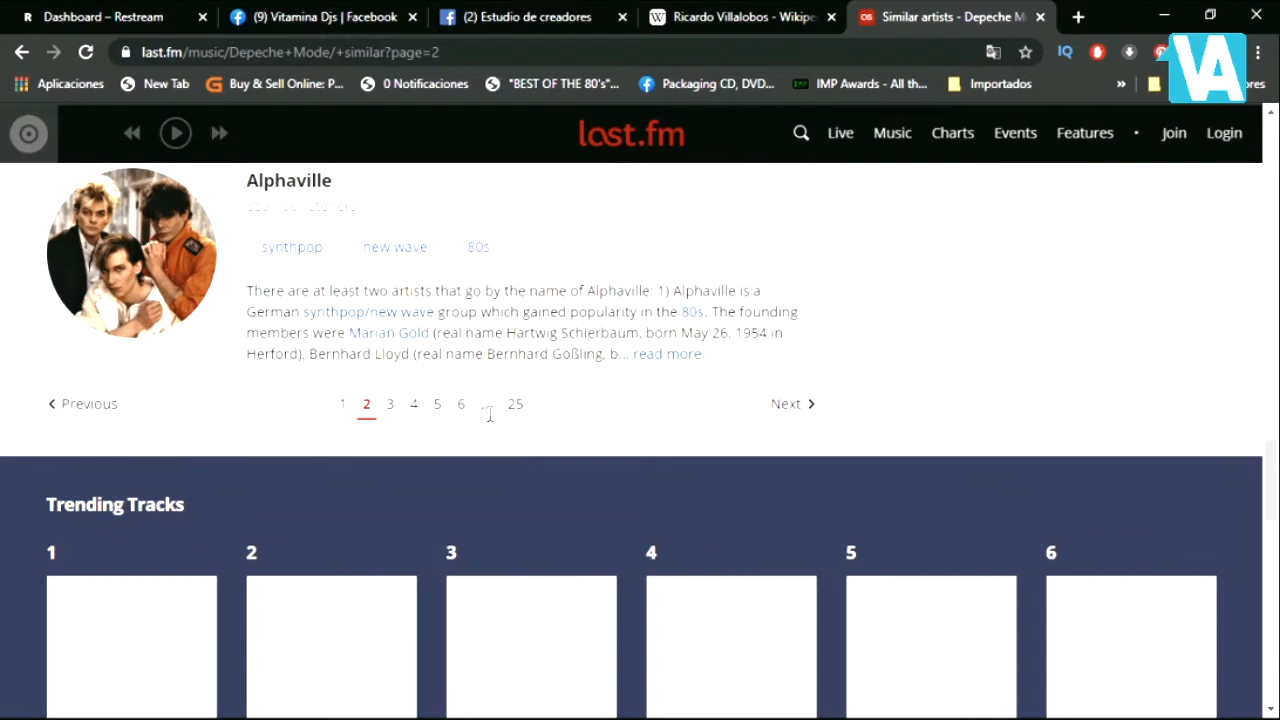 R Dashboard – Restream
(9) Vitamina Djs | Facebook
(2) Estudio de creadores
W Ricardo Villalobos - Wikipe
Similar artists - Depeche M
last.fm/music/Depeche+Mode/+similar?page=2
IQ
VA
Aplicaciones
New Tab
Buy & Sell Online: P...
0 Notificaciones
"BEST OF THE 80's"...
Packaging CD, DVD...
IMP Awards - All th...
Importados
»
ores
last.fm
Live
Music
Charts
Events
Features
Join
Login
Alphaville
synthpop
new wave
80s
There are at least two artists that go by the name of Alphaville: 1) Alphaville is a
German synthpop/new wave group which gained popularity in the 80s. The founding
members were Marian Gold (real name Hartwig Schierbaum, born May 26, 1954 in
Herford), Bernhard Lloyd (real name Bernhard Goßling, b... read more
Previous 1 2 3 4 5 6 ... 25 Next
Trending Tracks
1 2 3 4 5 6